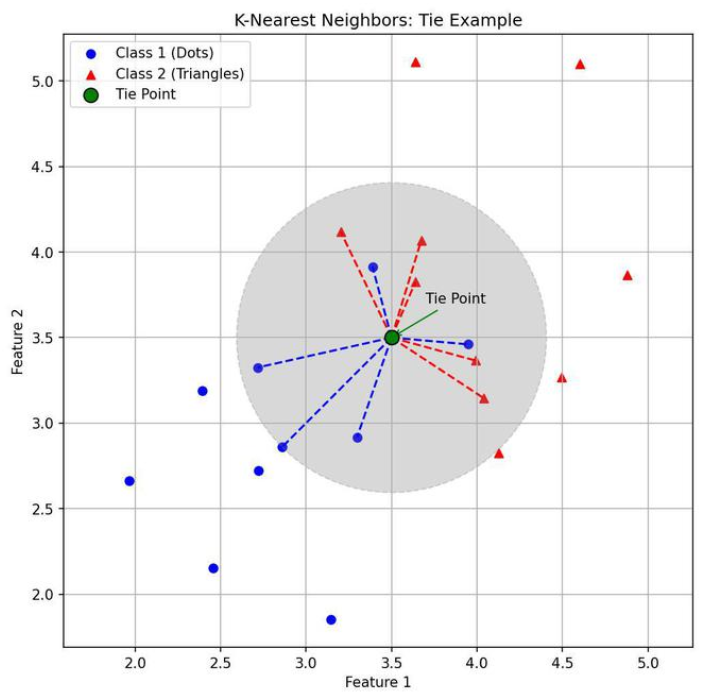 K-Nearest Neighbors: Tie Example
Class 1 (Dots)
Class 2 (Triangles)
Tie Point
Tie Point
Feature 2
5.0
4.5
4.0
3.5
3.0
2.5
2.0
2.0 2.5 3.0 3.5 4.0 4.5 5.0
Feature 1